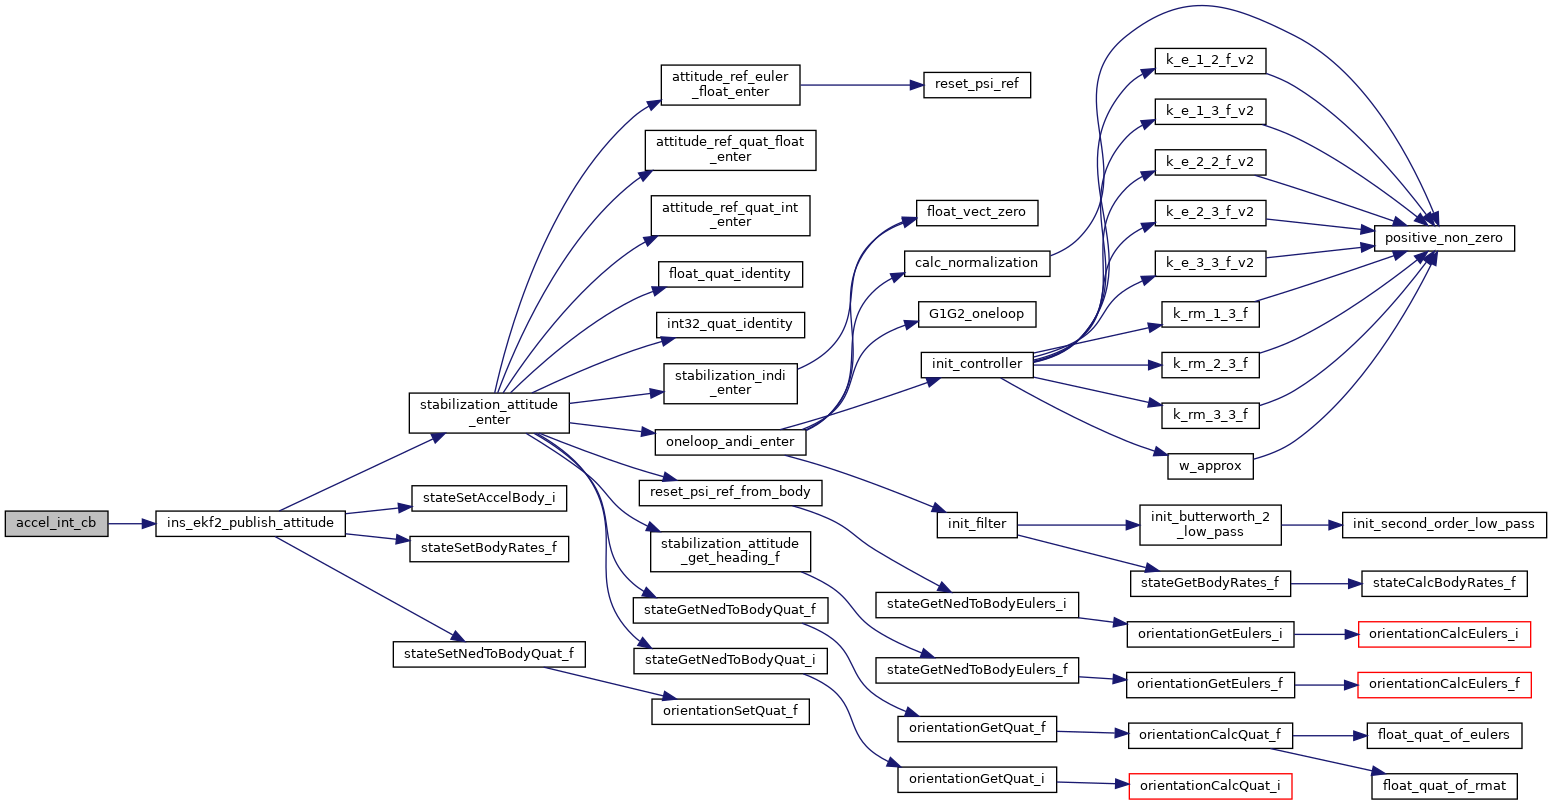 accel_int_cb
ins_ekf2_publish_attitude
stabilization_attitude
_enter
stateSetAccelBody_i
stateSetBodyRates_f
stateSetNedToBodyQuat_f
attitude_ref_euler
_float_enter
attitude_ref_quat_float
_enter
attitude_ref_quat_int
_enter
float_quat_identity
int32_quat_identity
stabilization_indi
_enter
oneloop_andi_enter
reset_psi_ref_from_body
stabilization_attitude
_get_heading_f
stateGetNedToBodyQuat_f
stateGetNedToBodyQuat_i
orientationSetQuat_f
reset_psi_ref
float_vect_zero
calc_normalization
G1G2_oneloop
init_controller
init_filter
stateGetNedToBodyEulers_i
stateGetNedToBodyEulers_f
orientationGetQuat_f
orientationGetQuat_i
k_e_1_2_f_v2
k_e_1_3_f_v2
k_e_2_2_f_v2
k_e_2_3_f_v2
k_e_3_3_f_v2
k_rm_1_3_f
k_rm_2_3_f
k_rm_3_3_f
w_approx
init_butterworth_2
_low_pass
stateGetBodyRates_f
orientationGetEulers_i
orientationGetEulers_f
orientationCalcQuat_f
orientationCalcQuat_i
positive_non_zero
init_second_order_low_pass
stateCalcBodyRates_f
orientationCalcEulers_i
orientationCalcEulers_f
float_quat_of_eulers
float_quat_of_rmat